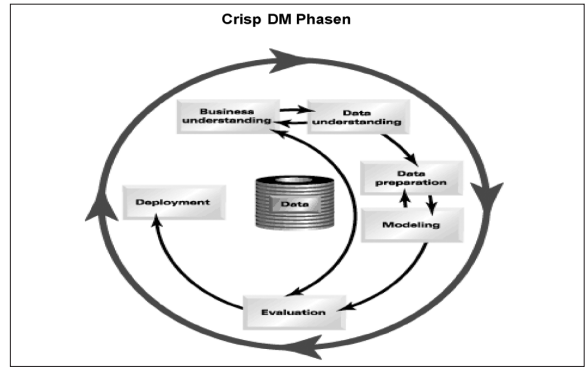 Crisp DM Phasen
Business
understanding
Data
understanding
Data
preparation
Deployment
Data
Modeling
Evaluation